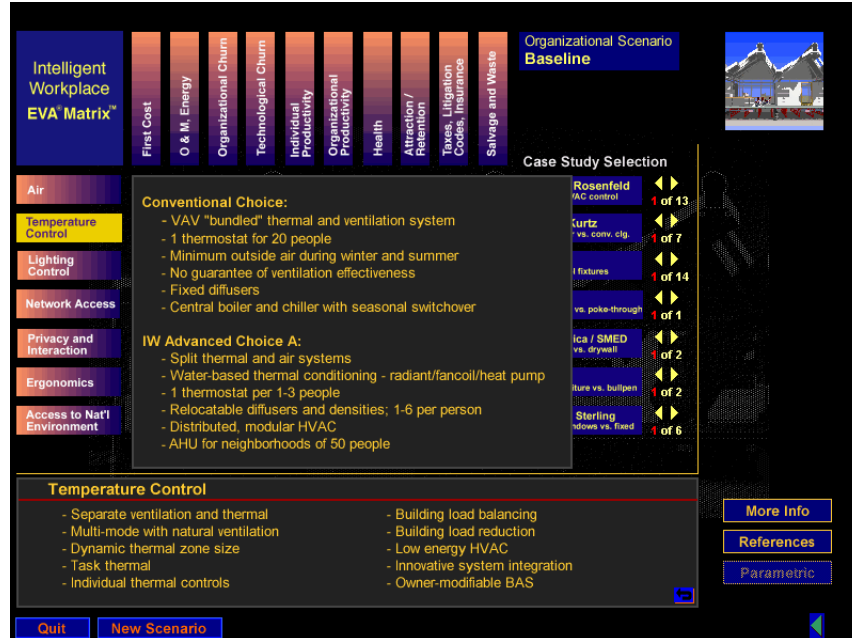 Intelligent
Workplace
EVA® Matrix™
First Cost
O & M, Energy
Organizational Churn
Technological Churn
Individual
Productivity
Organizational
Productivity
Health
Attraction /
Retention
Taxes, Litigation
Codes, Insurance
Salvage and Waste
Organizational Scenario
Baseline
Case Study Selection
Air
Temperature
Control
Lighting
Control
Network Access
Privacy and
Interaction
Ergonomics
Access to Nat'l
Environment
Conventional Choice:
- VAV "bundled" thermal and ventilation system
- 1 thermostat for 20 people
- Minimum outside air during winter and summer
- No guarantee of ventilation effectiveness
- Fixed diffusers
- Central boiler and chiller with seasonal switchover
IW Advanced Choice A:
- Split thermal and air systems
- Water-based thermal conditioning - radiant/fancoil/heat pump
- 1 thermostat per 1-3 people
- Relocatable diffusers and densities; 1-6 per person
- Distributed, modular HVAC
- AHU for neighborhoods of 50 people
Rosenfeld
control
1 of 13
vs. conv. clg.
1 of 7
fixtures
1 of 14
vs. poke-through
1 of 1
/ SMED
vs. drywall
1 of 2
vs. bullpen
1 of 2
Sterling
vs. fixed
1 of 6
Temperature Control
- Separate ventilation and thermal
- Multi-mode with natural ventilation
- Dynamic thermal zone size
- Task thermal
- Individual thermal controls
- Building load balancing
- Building load reduction
- Low energy HVAC
- Innovative system integration
- Owner-modifiable BAS
More Info
References
Parametric
Quit
New Scenario